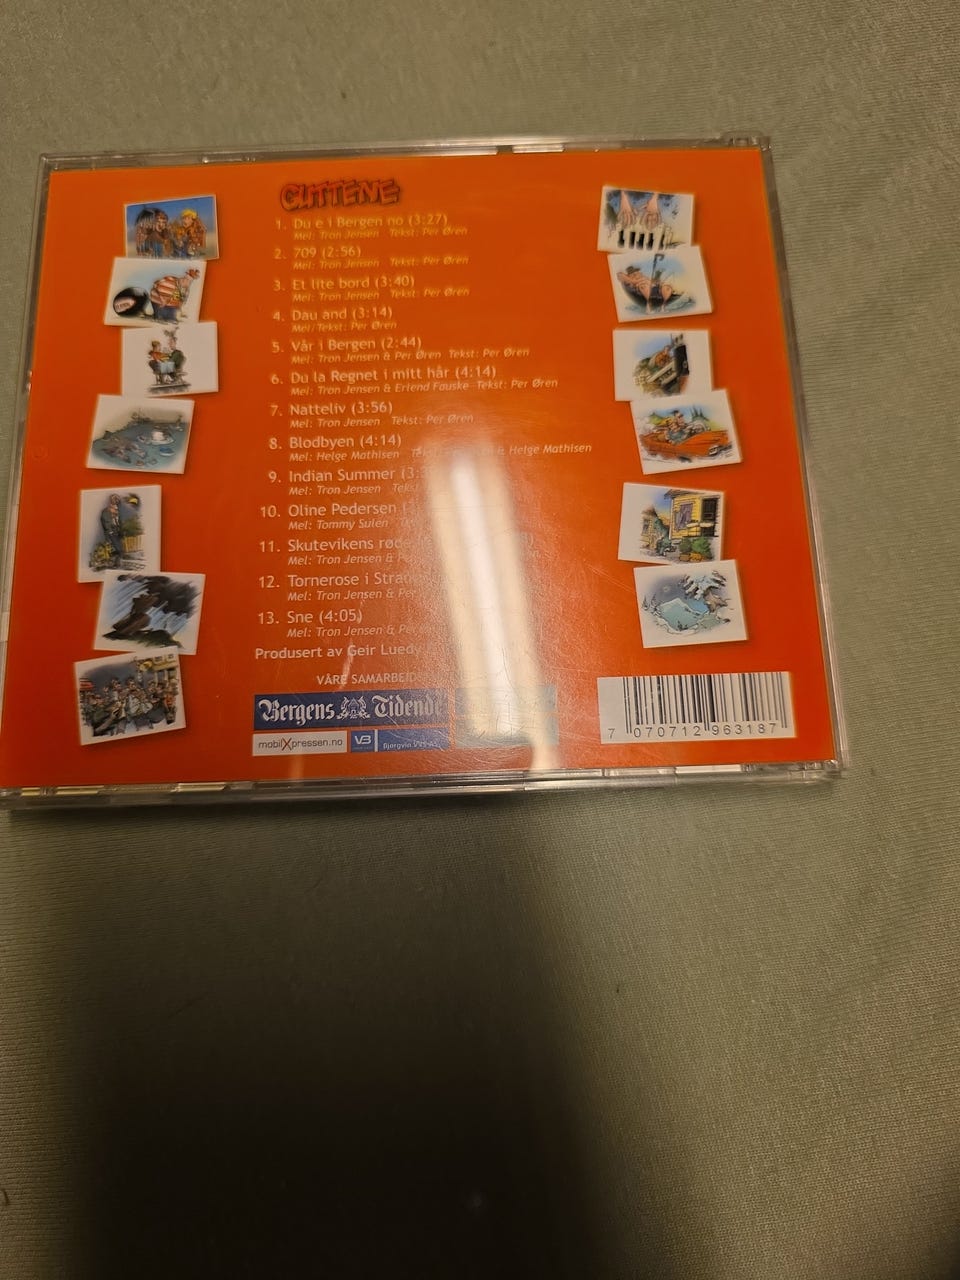 GUTTENE
1. Du e i Bergen no (3:27)
Mel: Tron Jensen Tekst: Per Øren
2. 709 (2:56)
Mel: Tron Jensen Tekst: Per Øren
3. Et lite bord (3:40)
Mel: Tron Jensen Tekst: Per Øren
4. Dau and (3:14)
Mel/Tekst: Per Øren
5. Vår i Bergen (2:44)
Mel: Tron Jensen & Per Øren Tekst: Per Øren
6. Du la Regnet i mitt hår (4:14)
Mel: Tron Jensen & Erlend Fauske Tekst: Per Øren
7. Natteliv (3:56)
Mel: Tron Jensen Tekst: Per Øren
8. Blodbyen (4:14)
Mel: Helge Mathisen & Helge Mathisen
9. Indian Summer
Mel: Tron Jensen
10. Oline Pedersen
Mel: Tommy Sulen
11. Skutevikens røde
Mel: Tron Jensen &
12. Tornerose i
Mel: Tron Jensen &
13. Sne (4:05)
Mel: Tron Jensen &
Produsert av Geir Luedy
VÅRE
Bergens Tidende
mobilXpressen.no VB
7 070712 963187